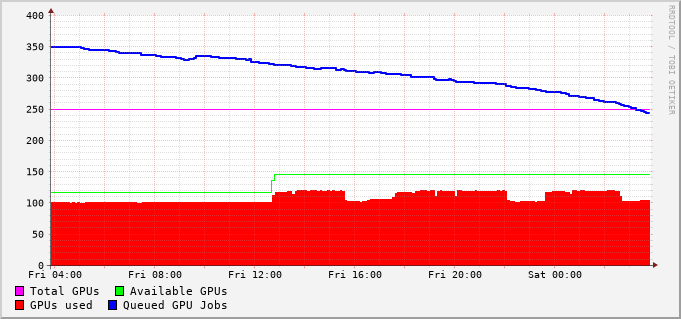 400
350
300
250
200
150
100
50
0
Fri 04:00 Fri 08:00 Fri 12:00 Fri 16:00 Fri 20:00 Sat 00:00
Total GPUs Available GPUs
GPUs used Queued GPU Jobs
RRDTOOL / TOBI OETIKER